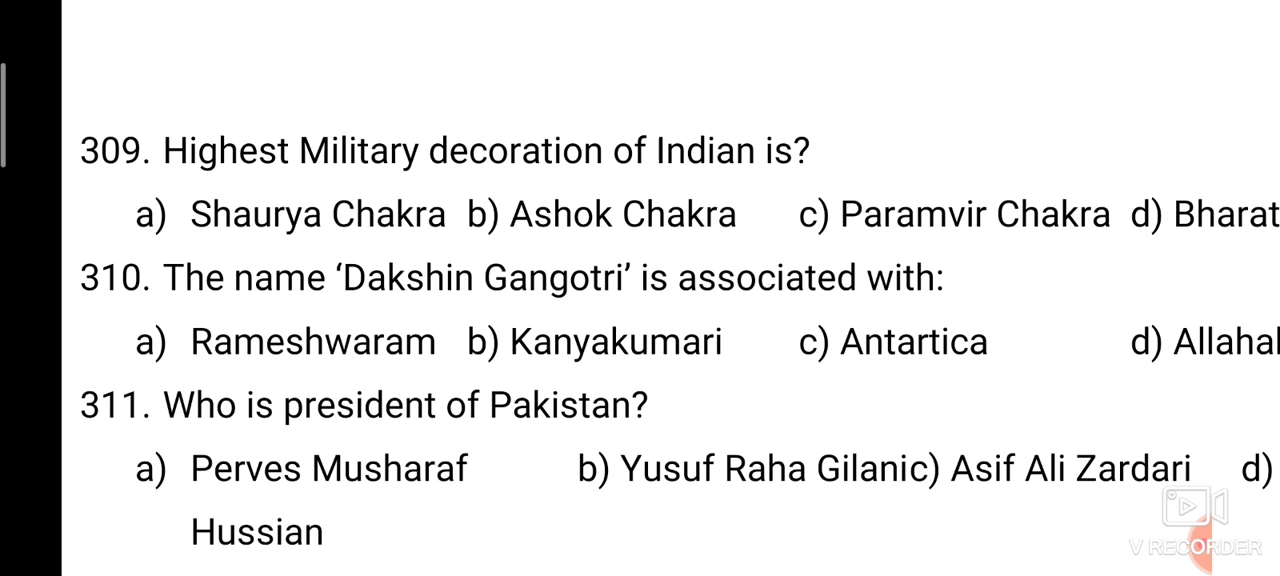 309. Highest Military decoration of Indian is?
a) Shaurya Chakra b) Ashok Chakra c) Paramvir Chakra d) Bharat
310. The name ‘Dakshin Gangotri’ is associated with:
a) Rameshwaram b) Kanyakumari c) Antartica d)
311. Who is president of Pakistan?
a) Perves Musharaf b) Yusuf Raha Gilanic) Asif Ali Zardari d)
Hussian
V RECORDER